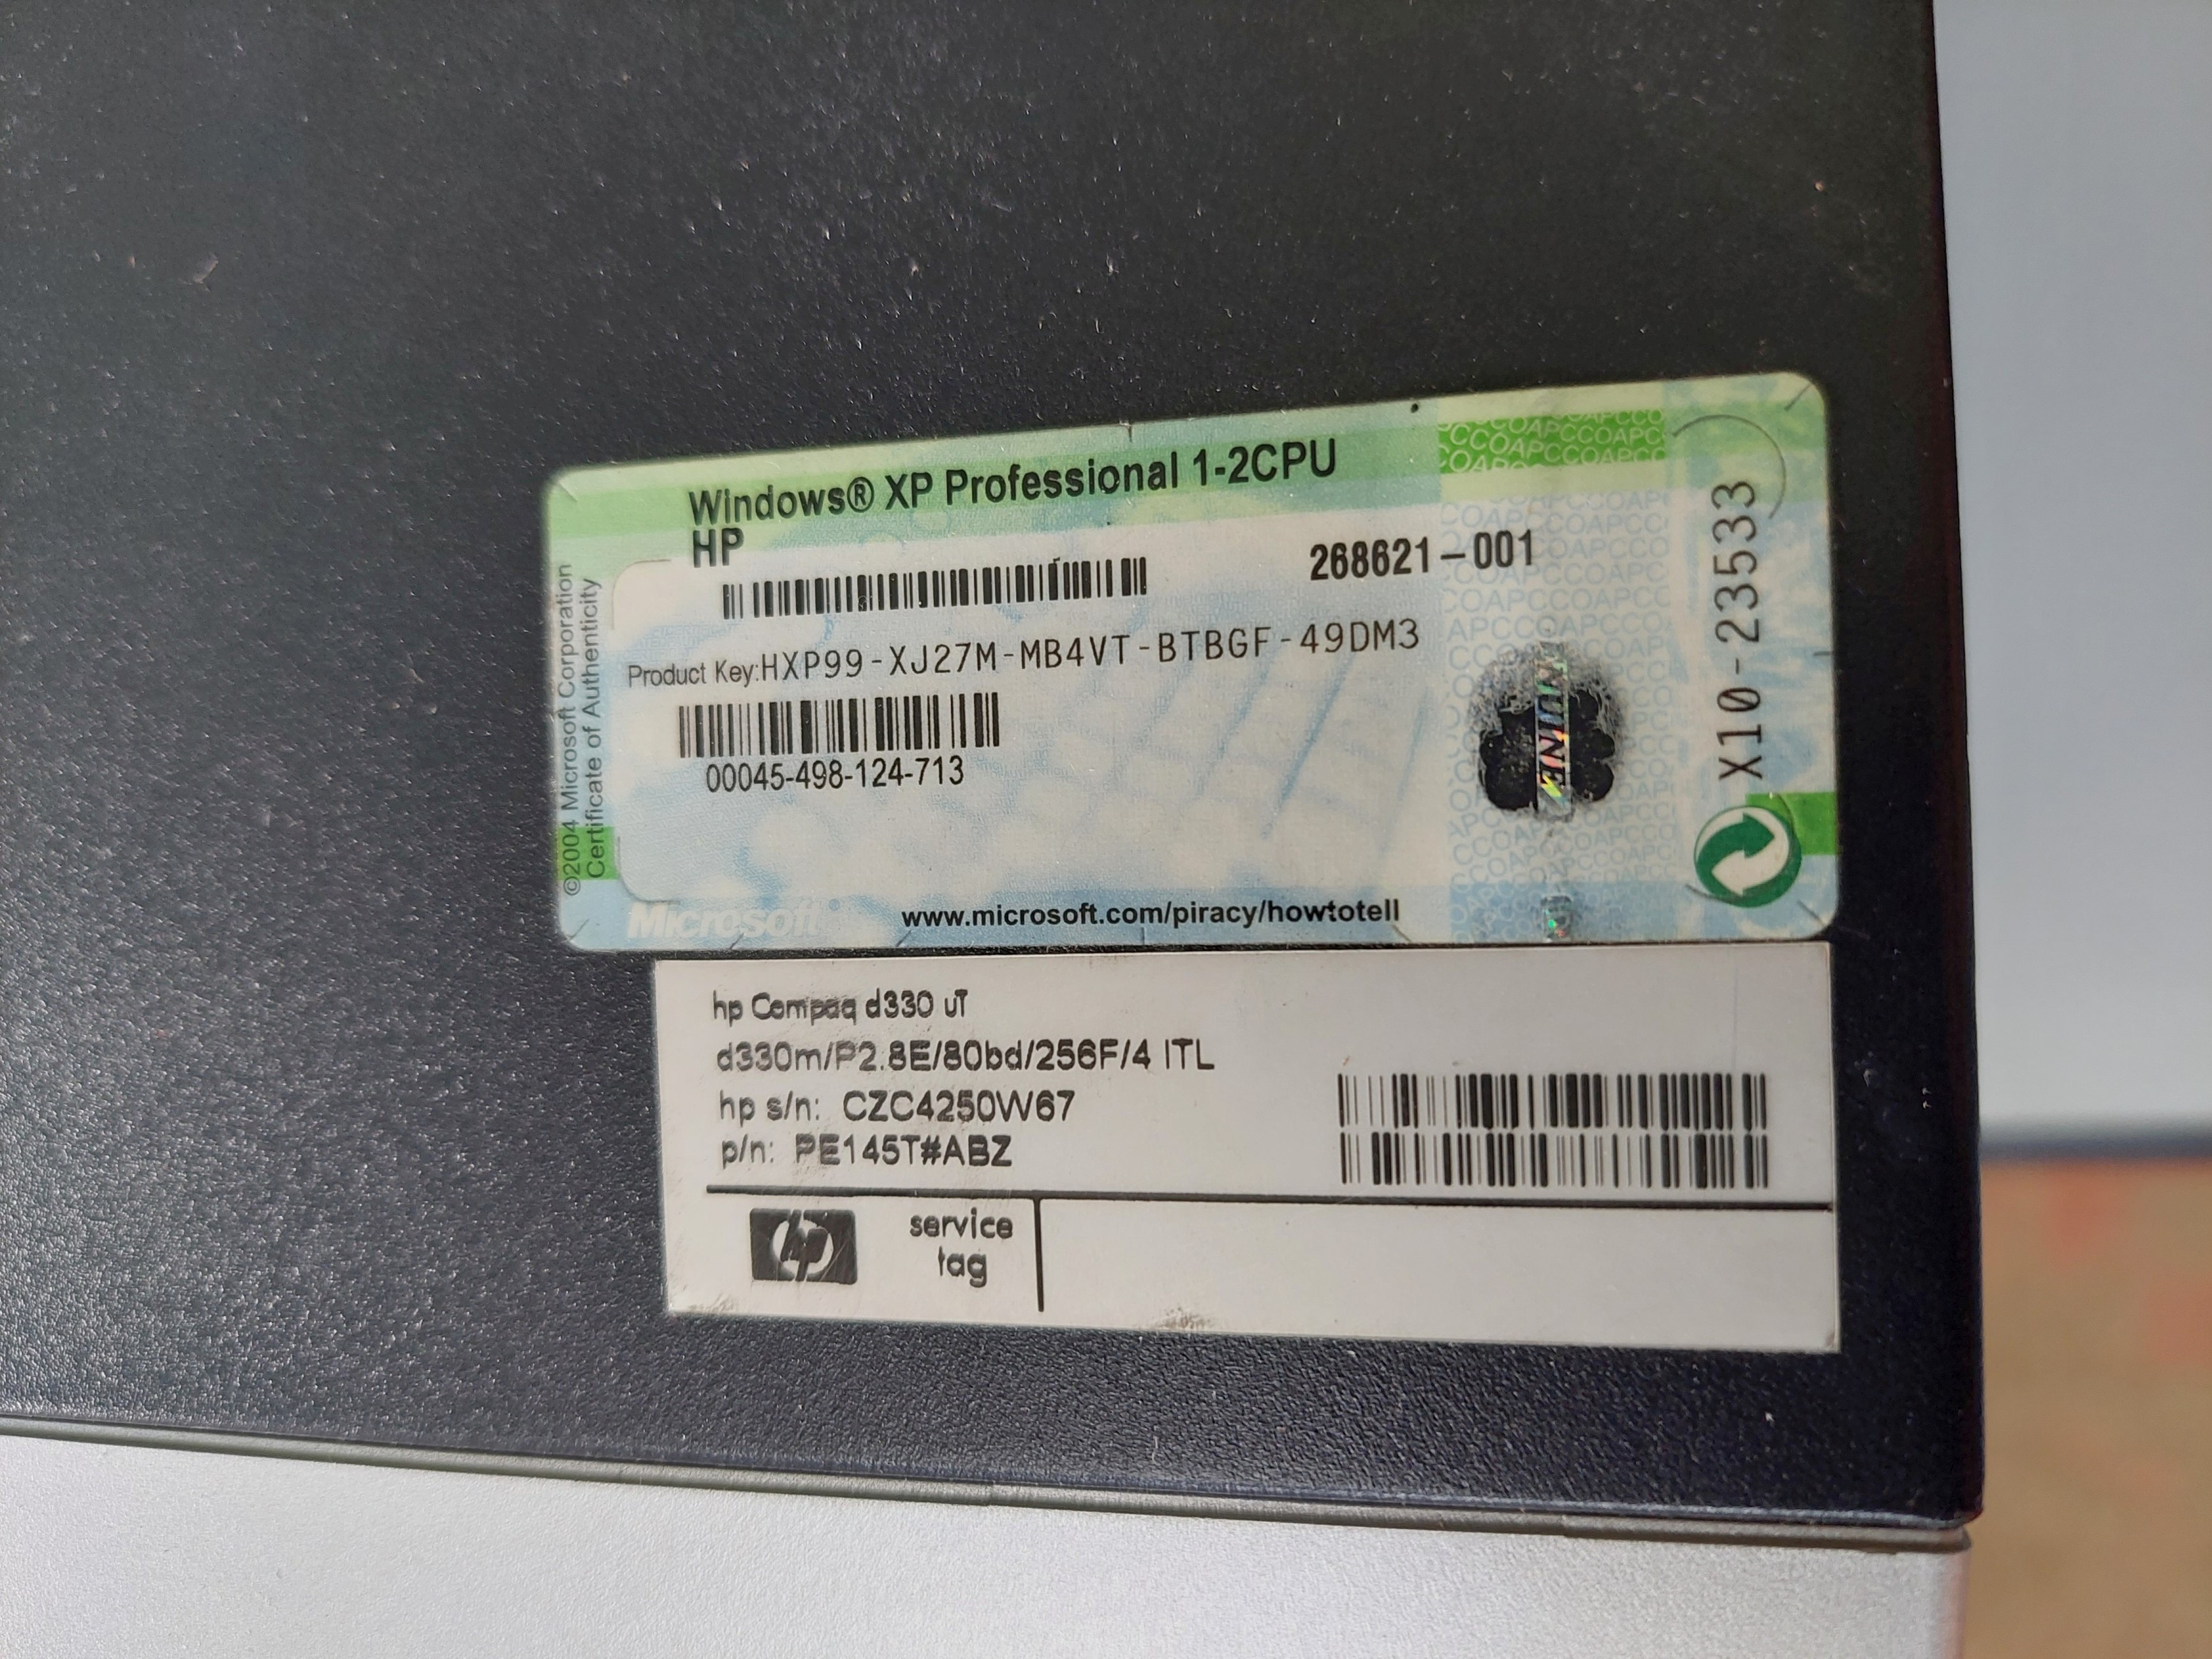 Windows® XP Professional 1-2CPU
HP
268621-001
Product Key:HXP99-XJ27M-MB4VT-BTBGF-49DM3
00045-498-124-713
©2004 Microsoft Corporation
Certificate of Authenticity
Microsoft
www.microsoft.com/piracy/howtotell
X10-23533
hp Compaq d330 uT
d330m/P2.8E/80bd/256F/4 ITL
hp s/n: CZC4250W67
p/n: PE145T#ABZ
hp
service
tag